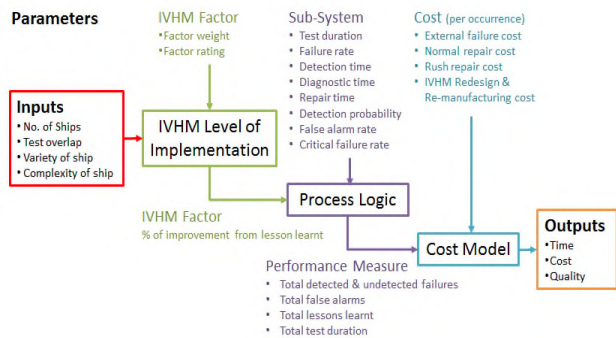 Parameters
IVHM Factor
• Factor weight
• Factor rating
Sub-System
• Test duration
• Failure rate
• Detection time
• Diagnostic time
• Repair time
• Detection probability
• False alarm rate
• Critical failure rate
Cost (per occurrence)
• External failure cost
• Normal repair cost
• Rush repair cost
• IVHM Redesign &
Re-manufacturing cost
Inputs
• No. of Ships
• Test overlap
• Variety of ship
• Complexity of ship
IVHM Level of
Implementation
Process Logic
IVHM Factor
% of improvement from lesson learnt
Cost Model
Outputs
• Time
• Cost
• Quality
Performance Measure
• Total detected & undetected failures
• Total false alarms
• Total lessons learnt
• Total test duration